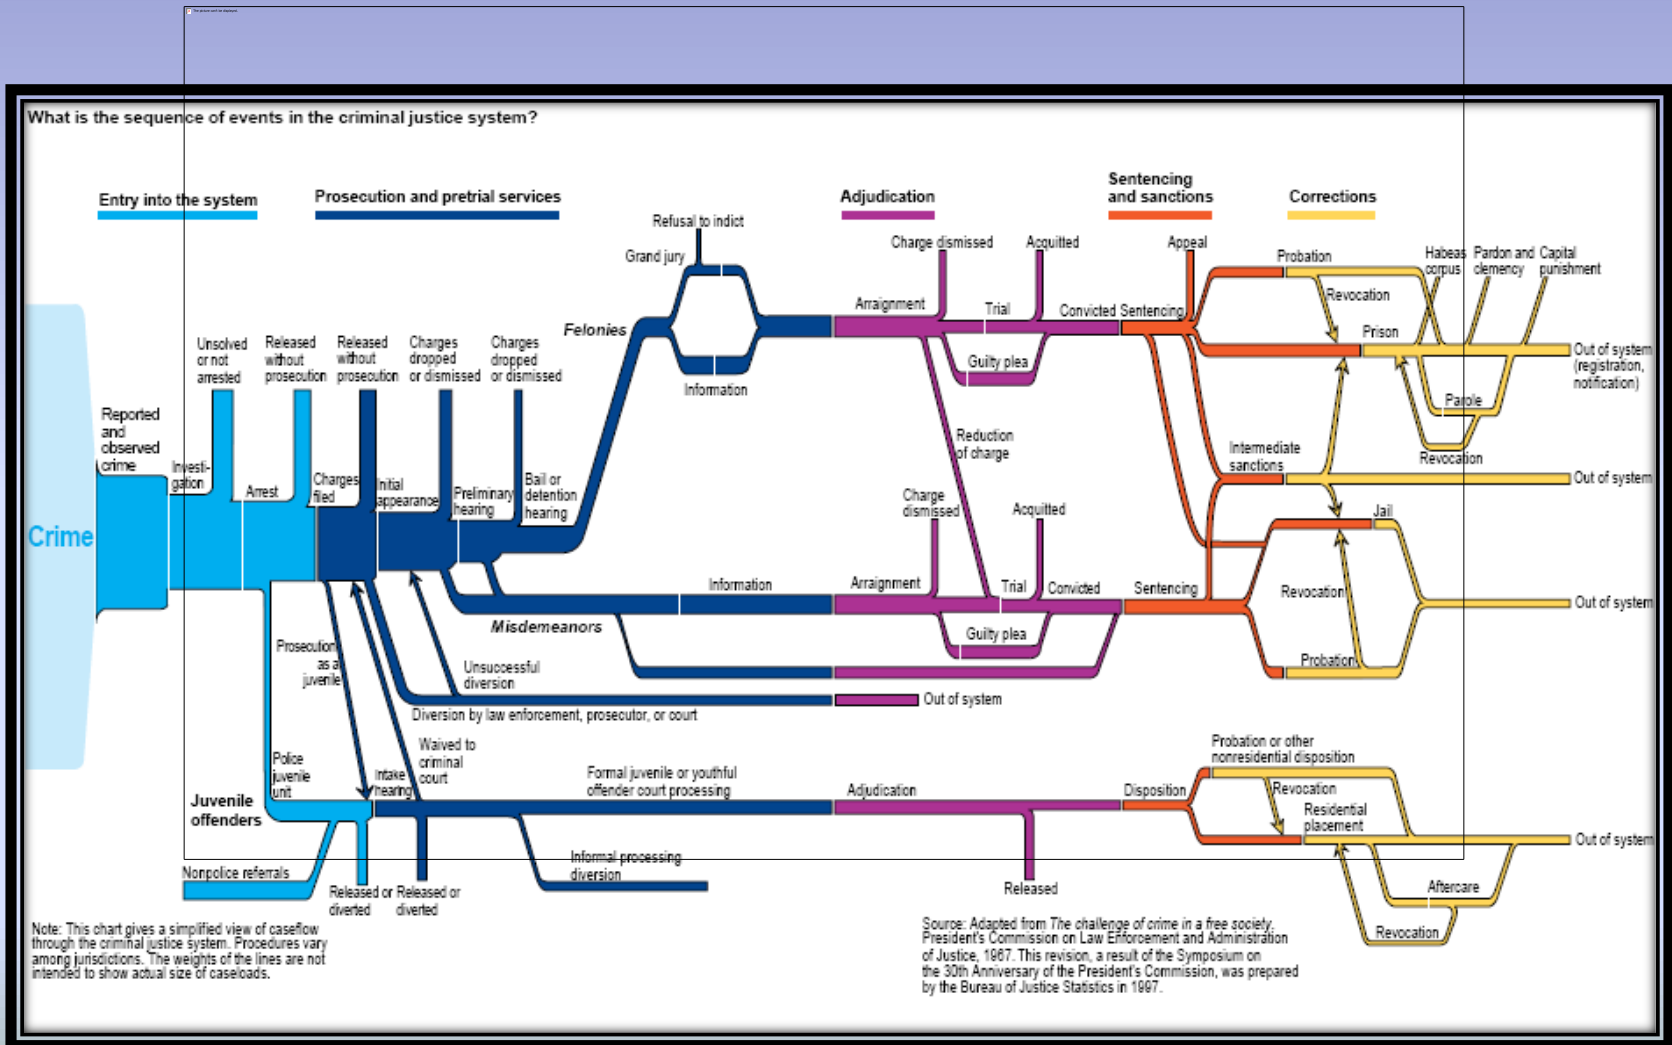 What is the sequence of events in the criminal justice system?
Entry into the system
Prosecution and pretrial services
Adjudication
Sentencing
and sanctions
Corrections
Refusal to indict
Grand jury
Felonies
Information
Charge dismissed
Acquitted
Arraignment
Trial
Convicted
Sentencing
Guilty plea
Appeal
Probation
Revocation
Prison
Habeas
corpus
Pardon and
clemency
Capital
punishment
Out of system
(registration,
notification)
Parole
Revocation
Unsolved
or not
arrested
Released
without
prosecution
Released
without
prosecution
Charges
dropped
or dismissed
Charges
dropped
or dismissed
Reported
and
observed
crime
Investi-
gation
Arrest
Charges
filed
Initial
appearance
Preliminary
hearing
Bail or
detention
hearing
Crime
Reduction
of charge
Intermediate
sanctions
Out of system
Charge
dismissed
Acquitted
Jail
Information
Arraignment
Trial
Convicted
Sentencing
Revocation
Out of system
Misdemeanors
Guilty plea
Probation
Prosecution
as a
juvenile
Unsuccessful
diversion
Out of system
Diversion by law enforcement, prosecutor, or court
Waived to
criminal
court
Police
juvenile
unit
Intake
hearing
Formal juvenile or youthful
offender court processing
Adjudication
Disposition
Probation or other
nonresidential disposition
Revocation
Residential
placement
Out of system
Juvenile
offenders
Nonpolice referrals
Released or
diverted
Released or
diverted
Informal processing
diversion
Released
Aftercare
Revocation
Note: This chart gives a simplified view of caseflow
through the criminal justice system. Procedures vary
among jurisdictions. The weights of the lines are not
intended to show actual size of caseloads.
Source: Adapted from The challenge of crime in a free society.
President's Commission on Law Enforcement and Administration
of Justice, 1967. This revision, a result of the Symposium on
the 30th Anniversary of the President's Commission, was prepared
by the Bureau of Justice Statistics in 1997.